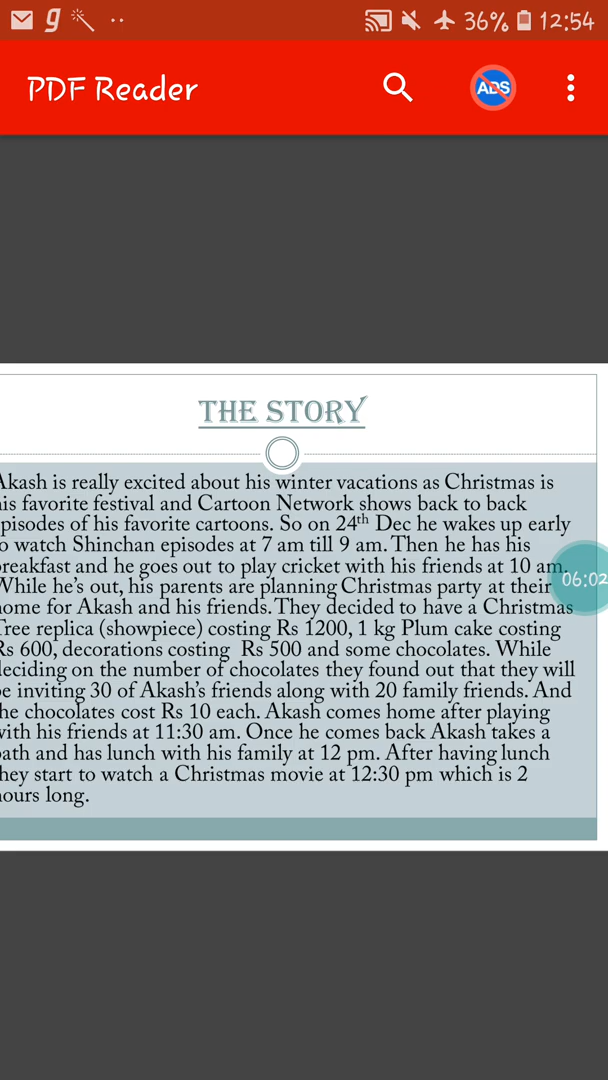 g 36% 12:54
PDF Reader ADS
THE STORY
Akash is really excited about his winter vacations as Christmas is
his favorite festival and Cartoon Network shows back to back
episodes of his favorite cartoons. So on 24th Dec he wakes up early
to watch Shinchan episodes at 7 am till 9 am. Then he has his
breakfast and he goes out to play cricket with his friends at 10 am.
While he's out, his parents are planning Christmas party at their
home for Akash and his friends. They decided to have a Christmas
Tree replica (showpiece) costing Rs 1200, 1 kg Plum cake costing
Rs 600, decorations costing Rs 500 and some chocolates. While
deciding on the number of chocolates they found out that they will
be inviting 30 of Akash's friends along with 20 family friends. And
the chocolates cost Rs 10 each. Akash comes home after playing
with his friends at 11:30 am. Once he comes back Akash takes a
bath and has lunch with his family at 12 pm. After having lunch
they start to watch a Christmas movie at 12:30 pm which is 2
hours long.
06:02